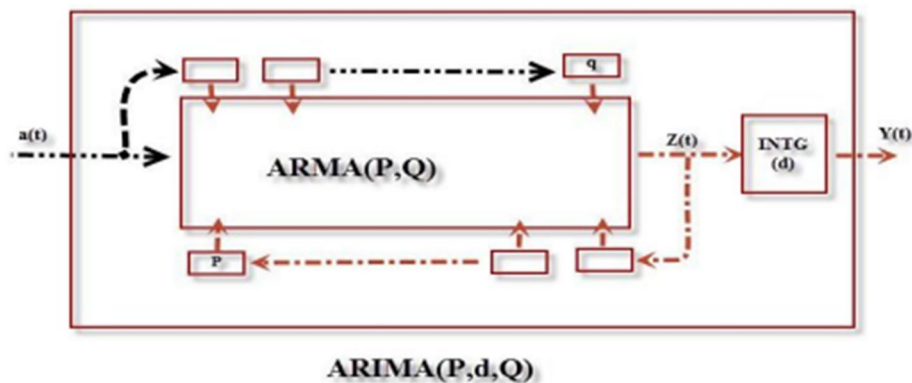 q
a(t)
ARMA(P,Q)
Z(t)
INTG
(d)
Y(t)
P
ARIMA(P,d,Q)